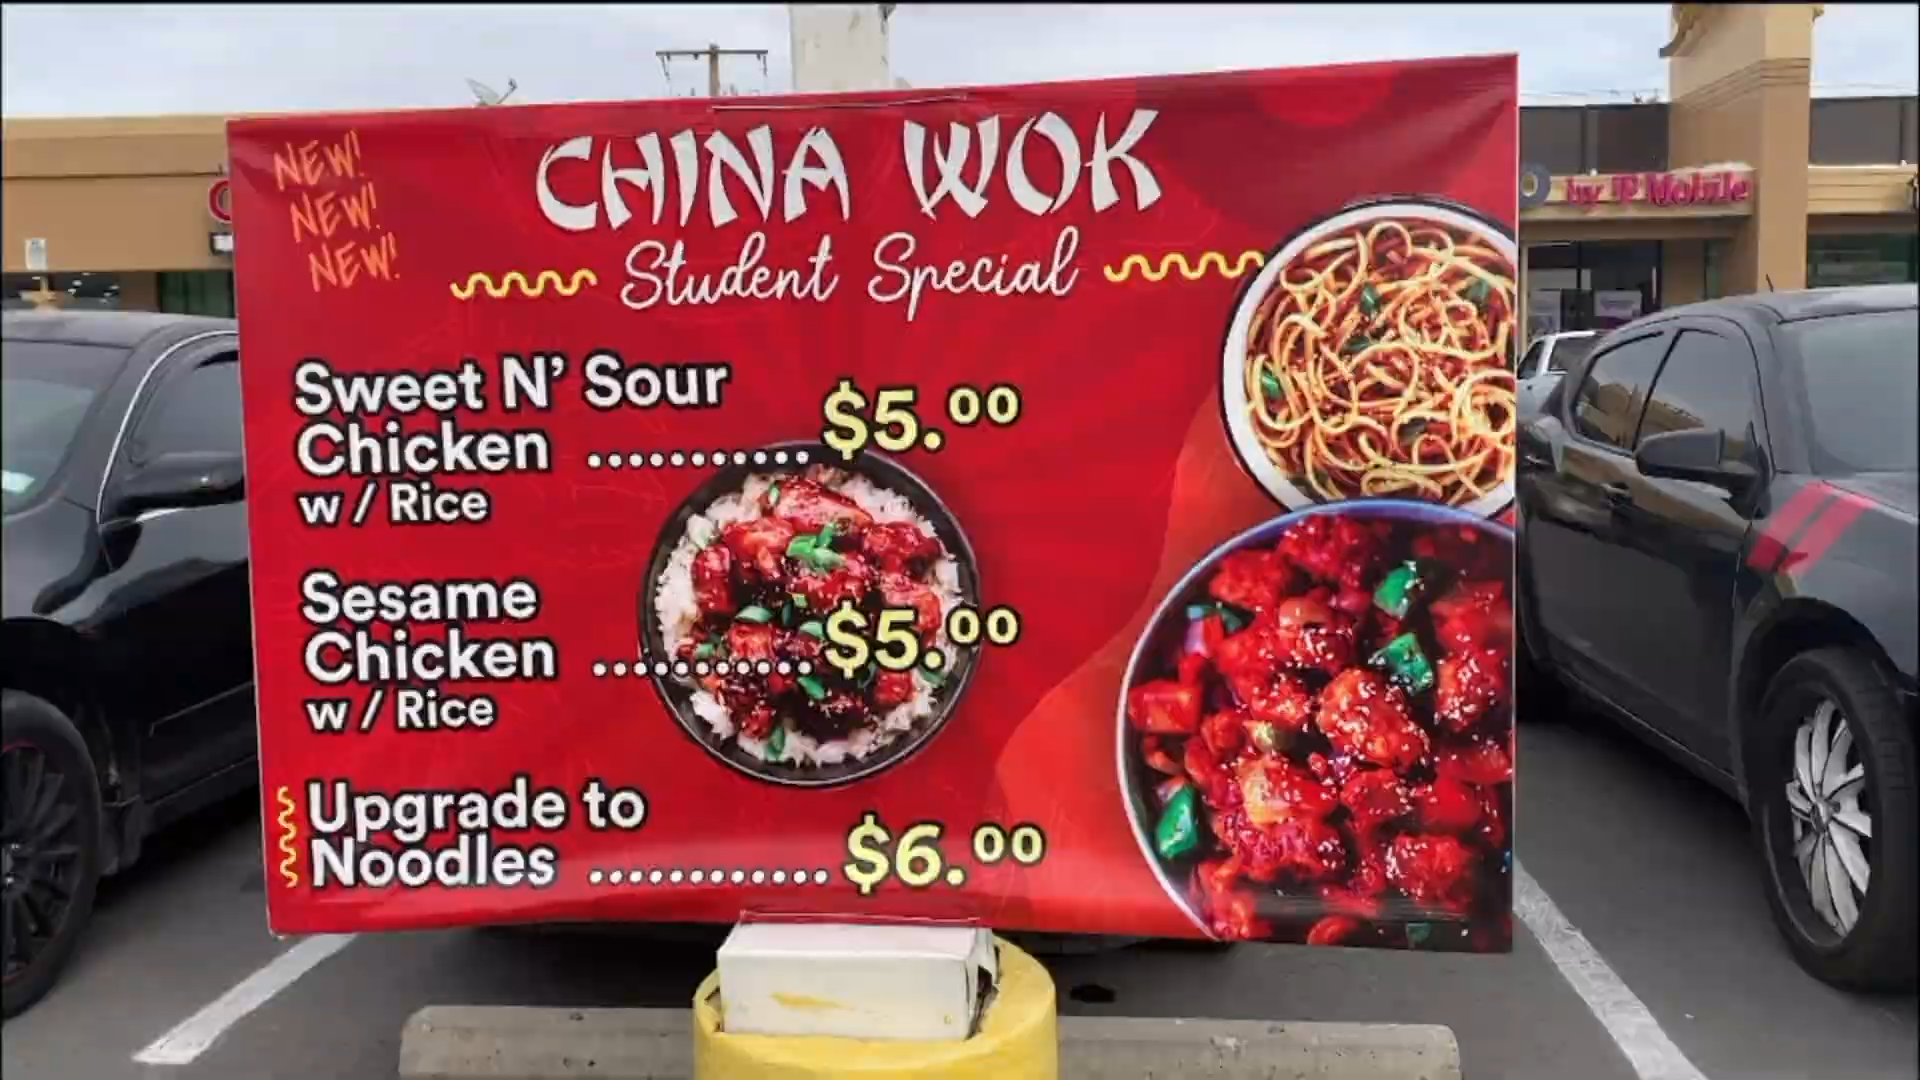 NEW!
NEW!
NEW!
CHINA WOK
Student Special
Sweet N' Sour
Chicken ........... $5.00
w / Rice
Sesame
Chicken ........... $5.00
w / Rice
Upgrade to
Noodles ............ $6.00
by T Mobile